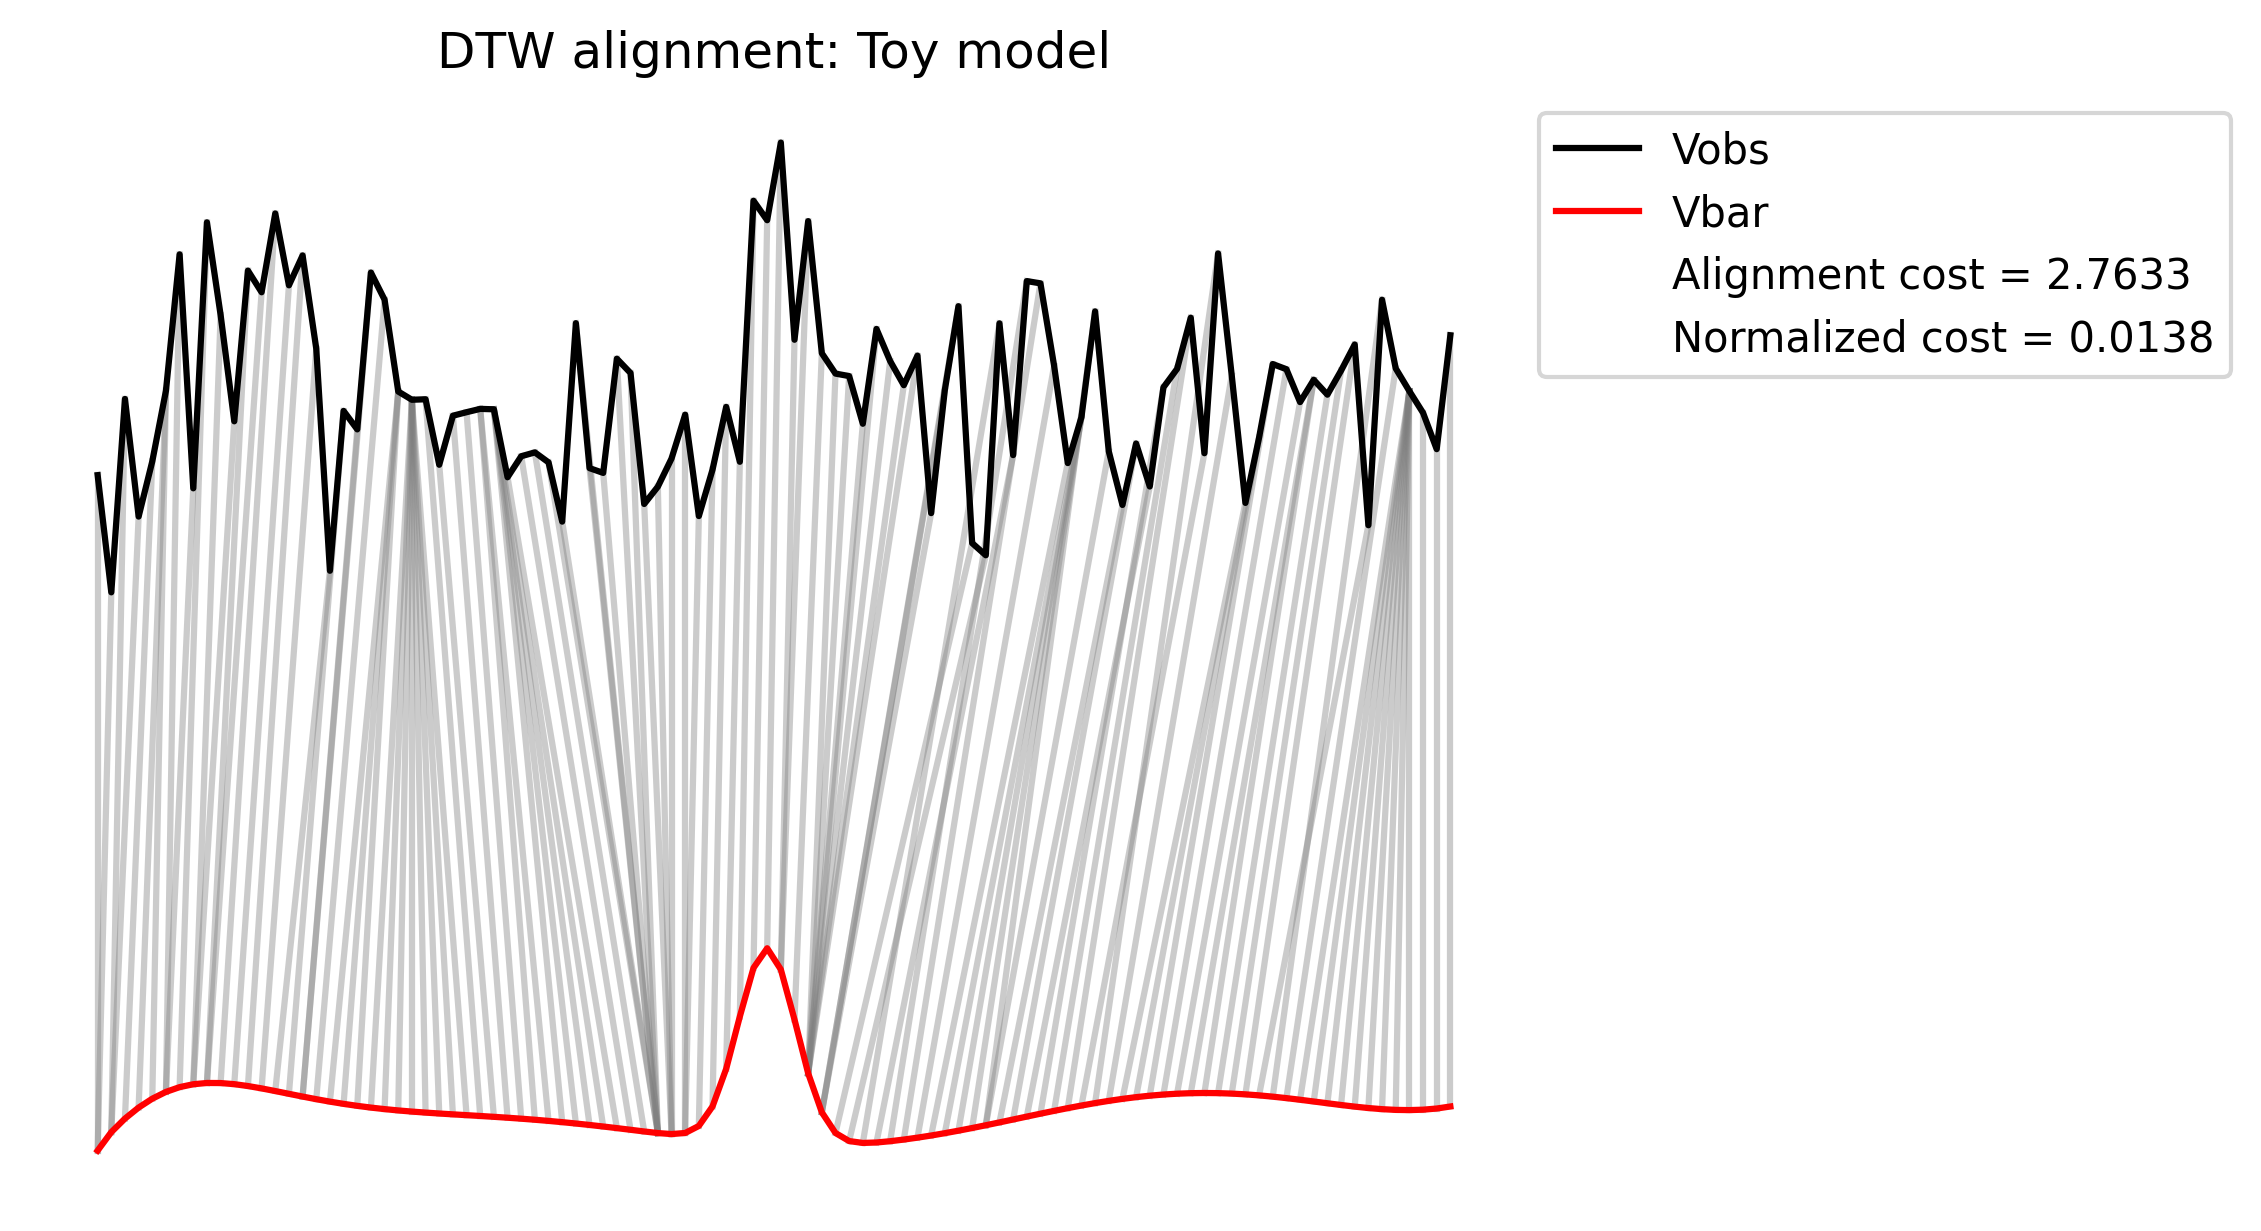 DTW alignment: Toy model
Vobs
Vbar
Alignment cost = 2.7633
Normalized cost = 0.0138